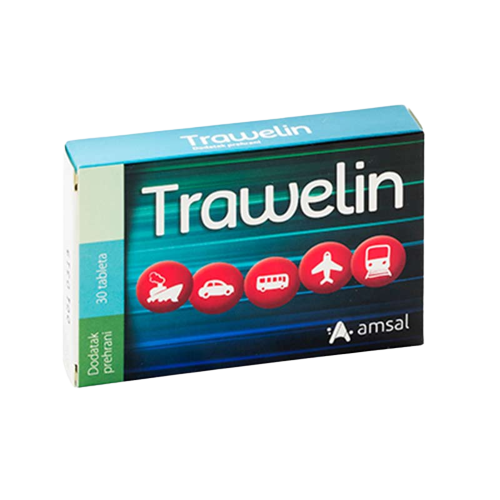 Trawelin
Dodatak prehrani
Trawelin
30 tableta
Dodatak
prehrani
amsal